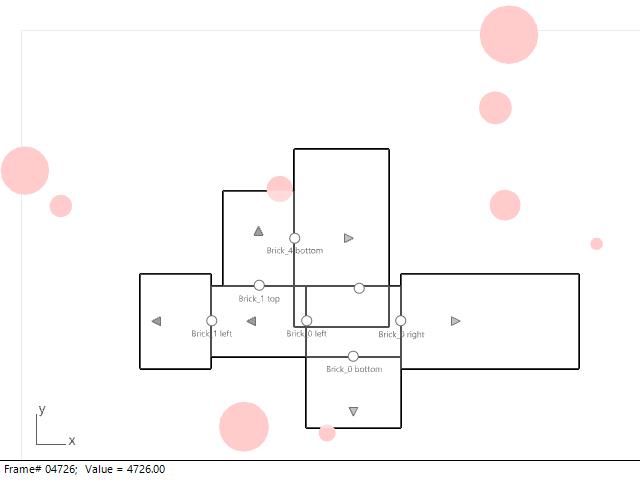 Brick_4 bottom
Brick_1 top
Brick_1 left
Brick_0 left
Brick_0 right
Brick_0 bottom
y
x
Frame# 04726; Value = 4726.00